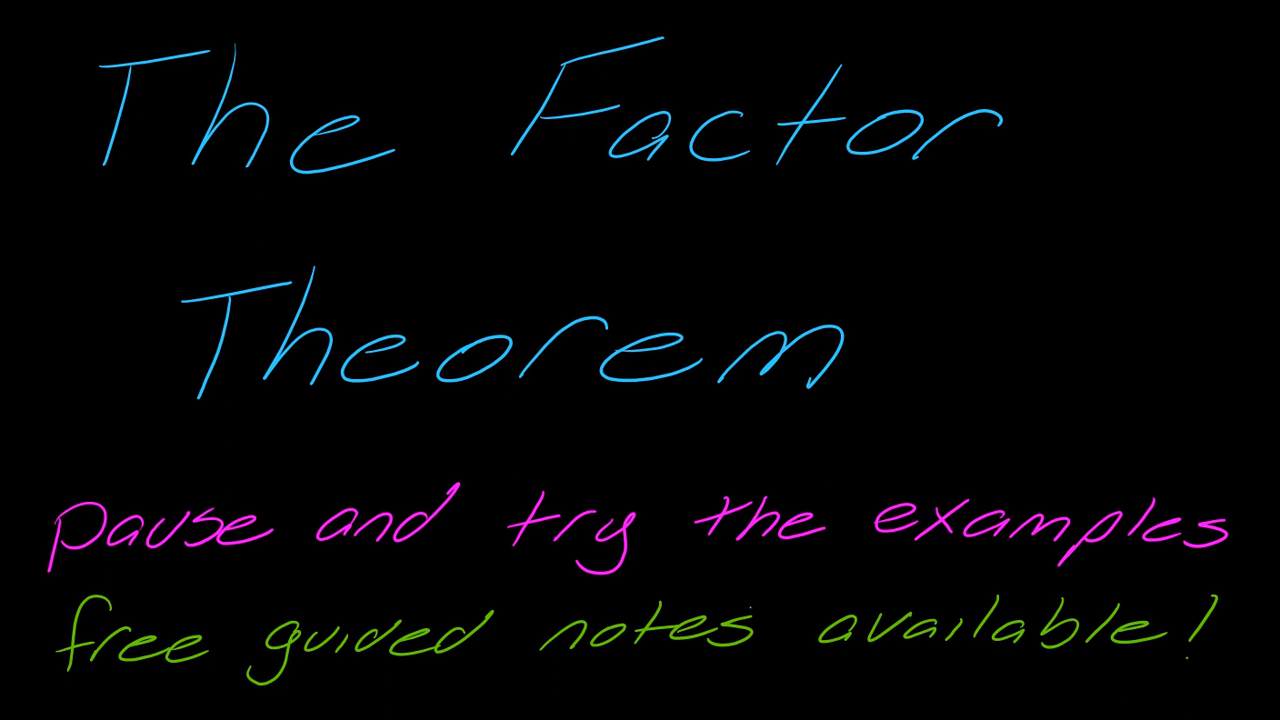 The Factor
Theorem
pause and try the examples
free guided notes available!